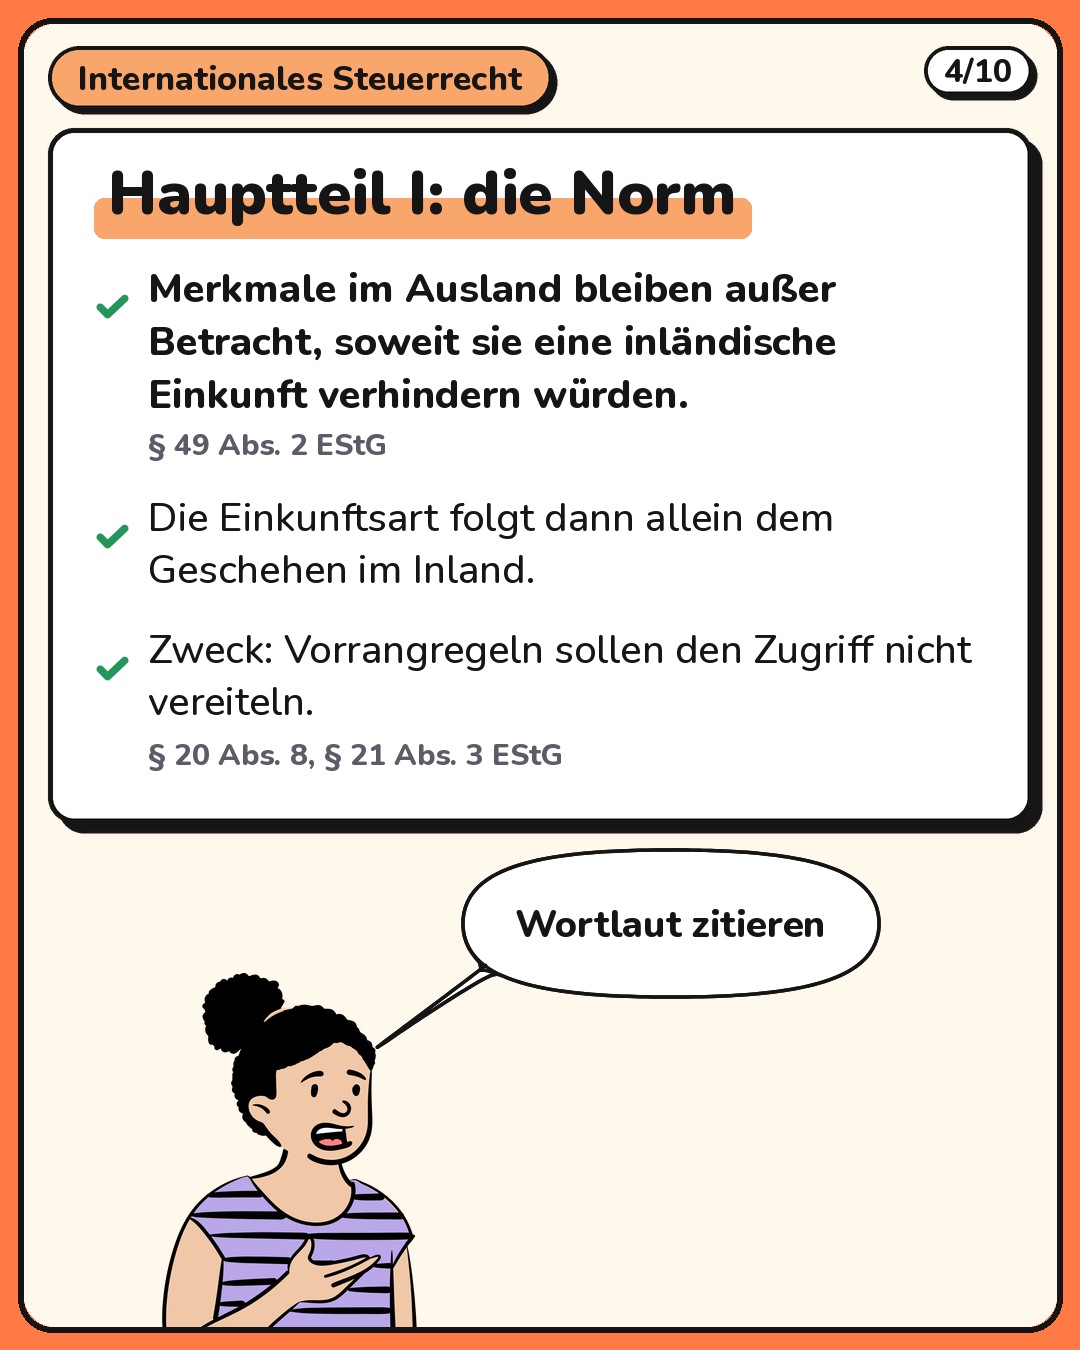 Internationales Steuerrecht
4/10
Hauptteil I: die Norm
Merkmale im Ausland bleiben außer
Betracht, soweit sie eine inländische
Einkunft verhindern würden.
§ 49 Abs. 2 EStG
Die Einkunftsart folgt dann allein dem
Geschehen im Inland.
Zweck: Vorrangregeln sollen den Zugriff nicht
vereiteln.
§ 20 Abs. 8, § 21 Abs. 3 EStG
Wortlaut zitieren